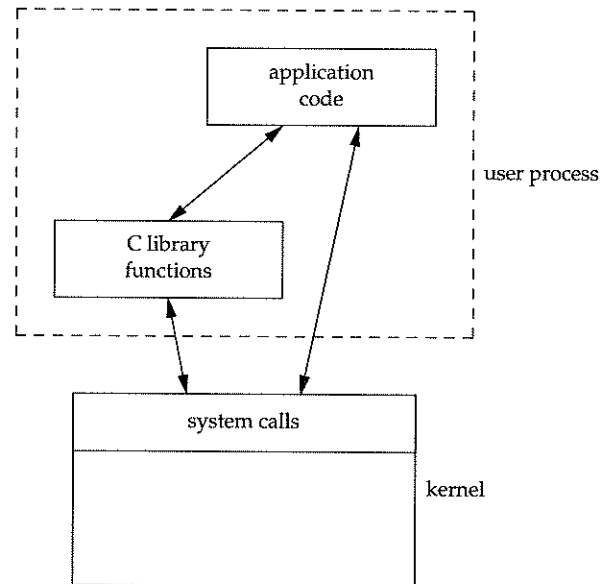 application
code
user process
C library
functions
system calls
kernel